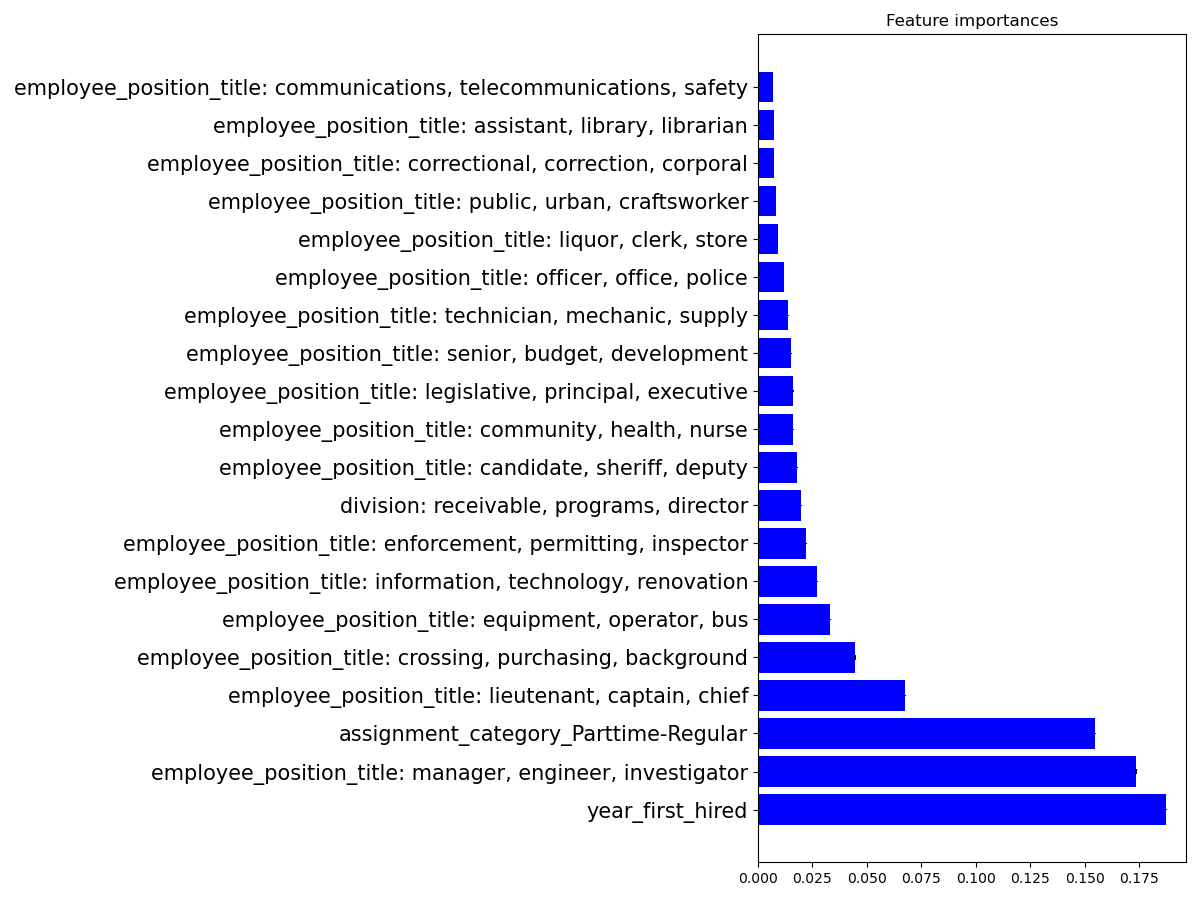 Feature importances
employee_position_title: communications, telecommunications, safety
employee_position_title: assistant, library, librarian
employee_position_title: correctional, correction, corporal
employee_position_title: public, urban, craftsworker
employee_position_title: liquor, clerk, store
employee_position_title: officer, office, police
employee_position_title: technician, mechanic, supply
employee_position_title: senior, budget, development
employee_position_title: legislative, principal, executive
employee_position_title: community, health, nurse
employee_position_title: candidate, sheriff, deputy
division: receivable, programs, director
employee_position_title: enforcement, permitting, inspector
employee_position_title: information, technology, renovation
employee_position_title: equipment, operator, bus
employee_position_title: crossing, purchasing, background
employee_position_title: lieutenant, captain, chief
assignment_category_Parttime-Regular
employee_position_title: manager, engineer, investigator
year_first_hired
0.000 0.025 0.050 0.075 0.100 0.125 0.150 0.175